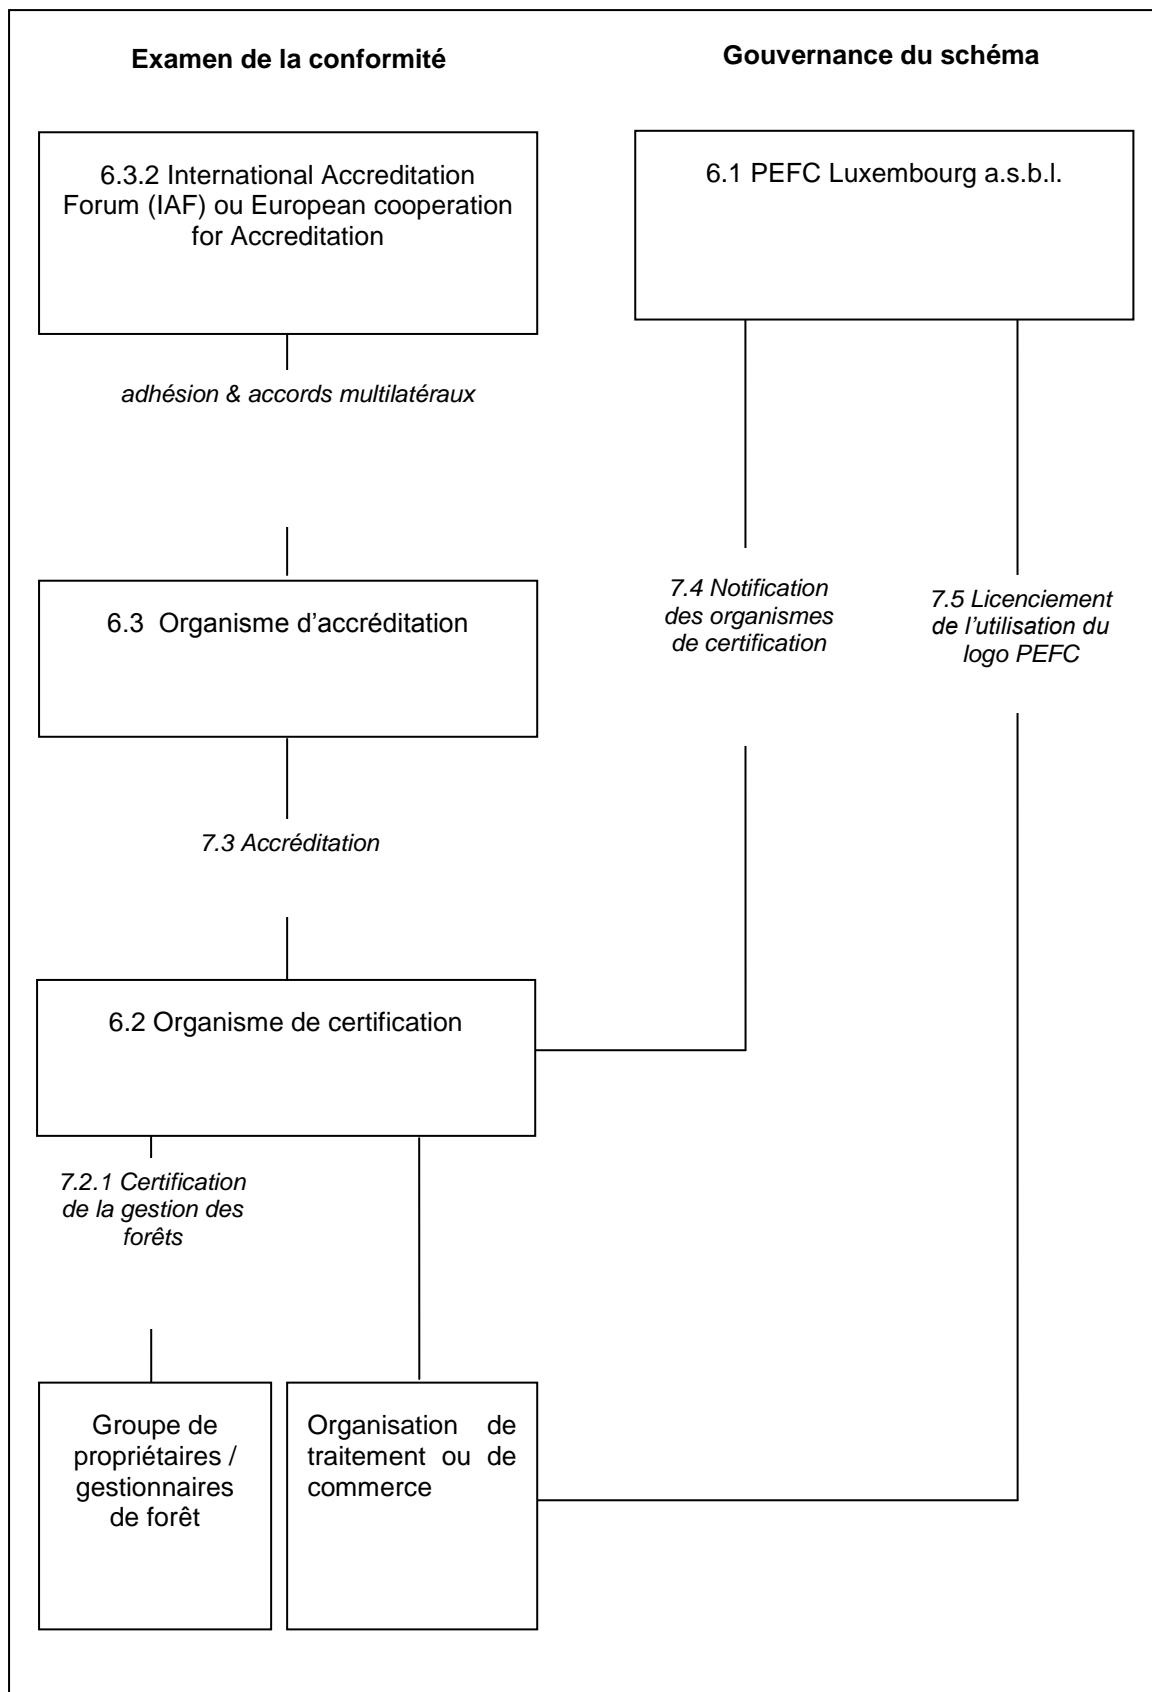 Examen de la conformité
Gouvernance du schéma
6.3.2 International Accreditation
Forum (IAF) ou European cooperation
for Accreditation
6.1 PEFC Luxembourg a.s.b.l.
adhésion & accords multilatéraux
6.3  Organisme d’accréditation
7.4 Notification
des organismes
de certification
7.5 Licenciement
de l’utilisation du
logo PEFC
7.3 Accréditation
6.2 Organisme de certification
7.2.1 Certification
de la gestion des
forêts
Groupe de
propriétaires /
gestionnaires
de forêt
Organisation de
traitement ou de
commerce